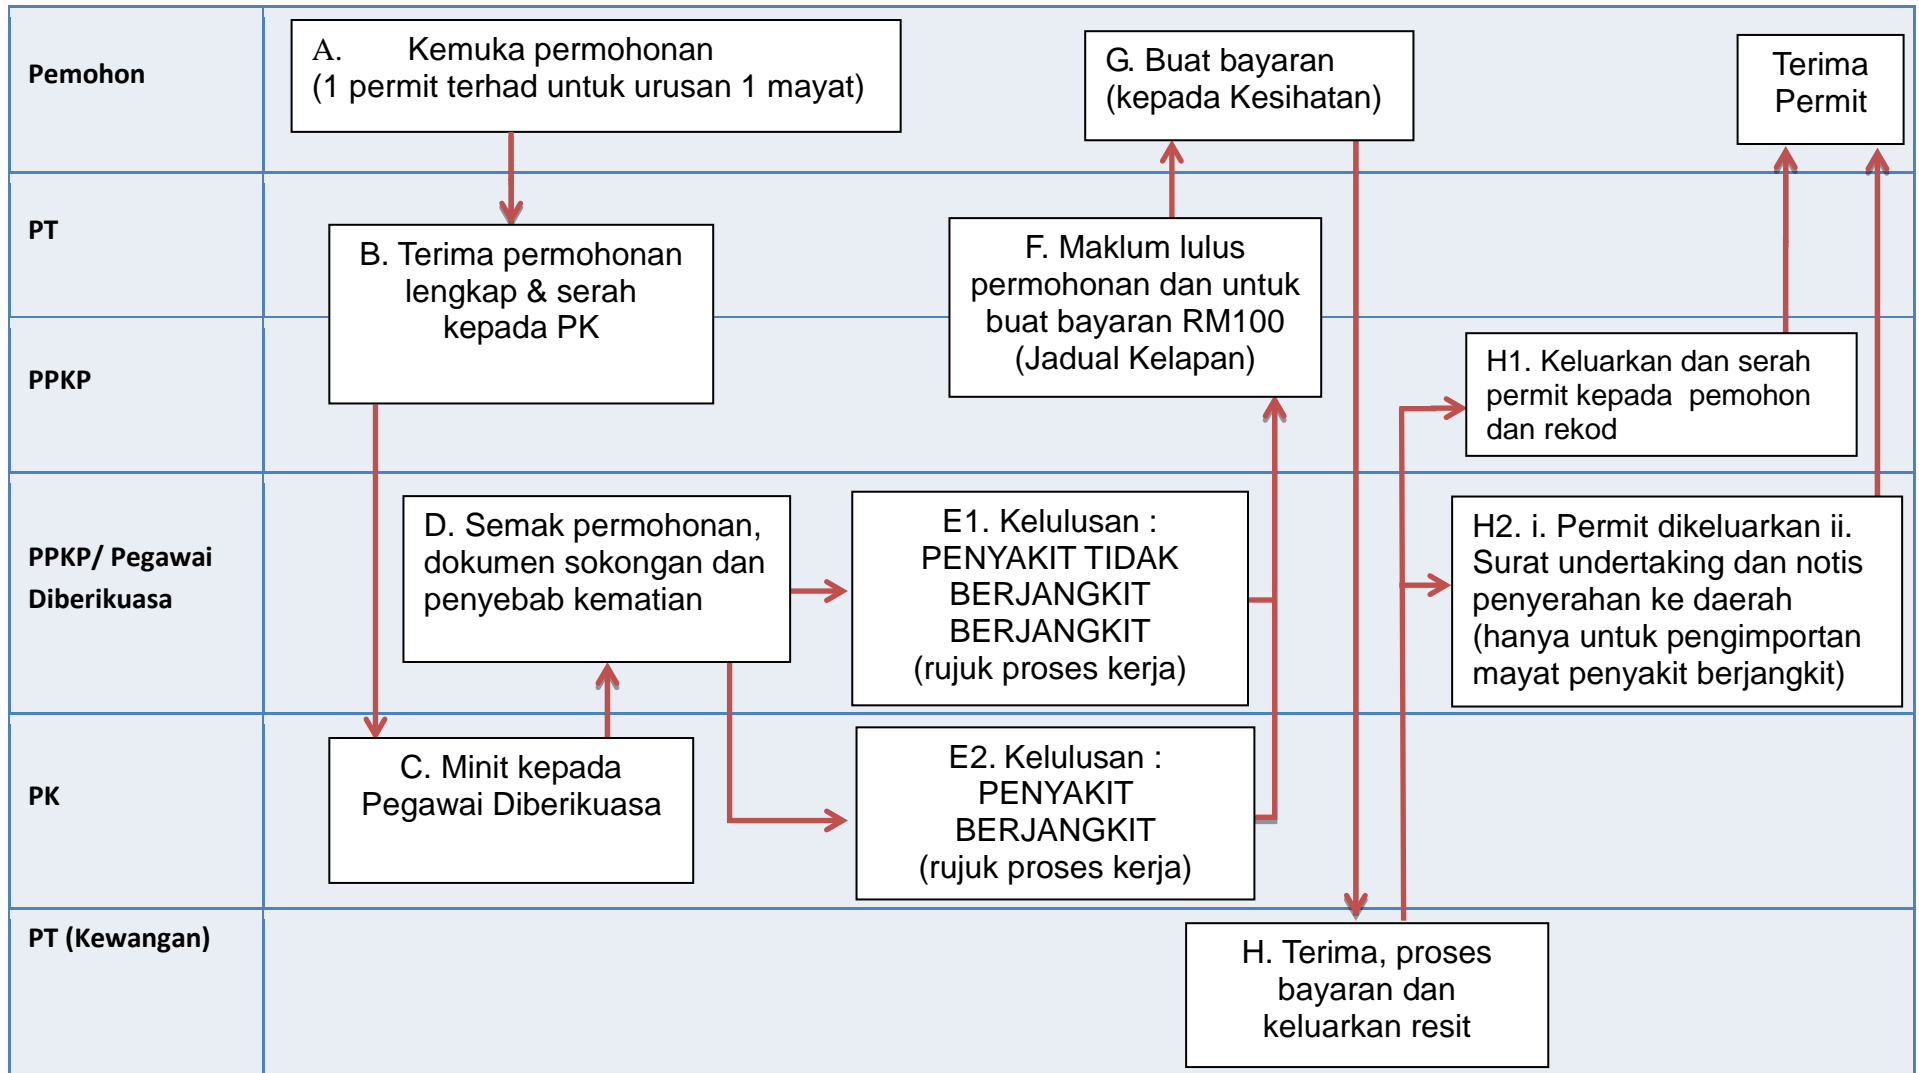 Pemohon
A. Kemuka permohonan
(1 permit terhad untuk urusan 1 mayat)
G. Buat bayaran
(kepada Kesihatan)
Terima
Permit
PT
B. Terima permohonan
lengkap & serah
kepada PK
F. Maklum lulus
permohonan dan untuk
buat bayaran RM100
(Jadual Kelapan)
PPKP
H1. Keluarkan dan serah
permit kepada pemohon
dan rekod
PPKP/ Pegawai
Diberikuasa
D. Semak permohonan,
dokumen sokongan dan
penyebab kematian
E1. Kelulusan :
PENYAKIT TIDAK
BERJANGKIT
BERJANGKIT
(rujuk proses kerja)
H2. i. Permit dikeluarkan ii.
Surat undertaking dan notis
penyerahan ke daerah
(hanya untuk pengimportan
mayat penyakit berjangkit)
PK
C. Minit kepada
Pegawai Diberikuasa
E2. Kelulusan :
PENYAKIT
BERJANGKIT
(rujuk proses kerja)
PT (Kewangan)
H. Terima, proses
bayaran dan
keluarkan resit